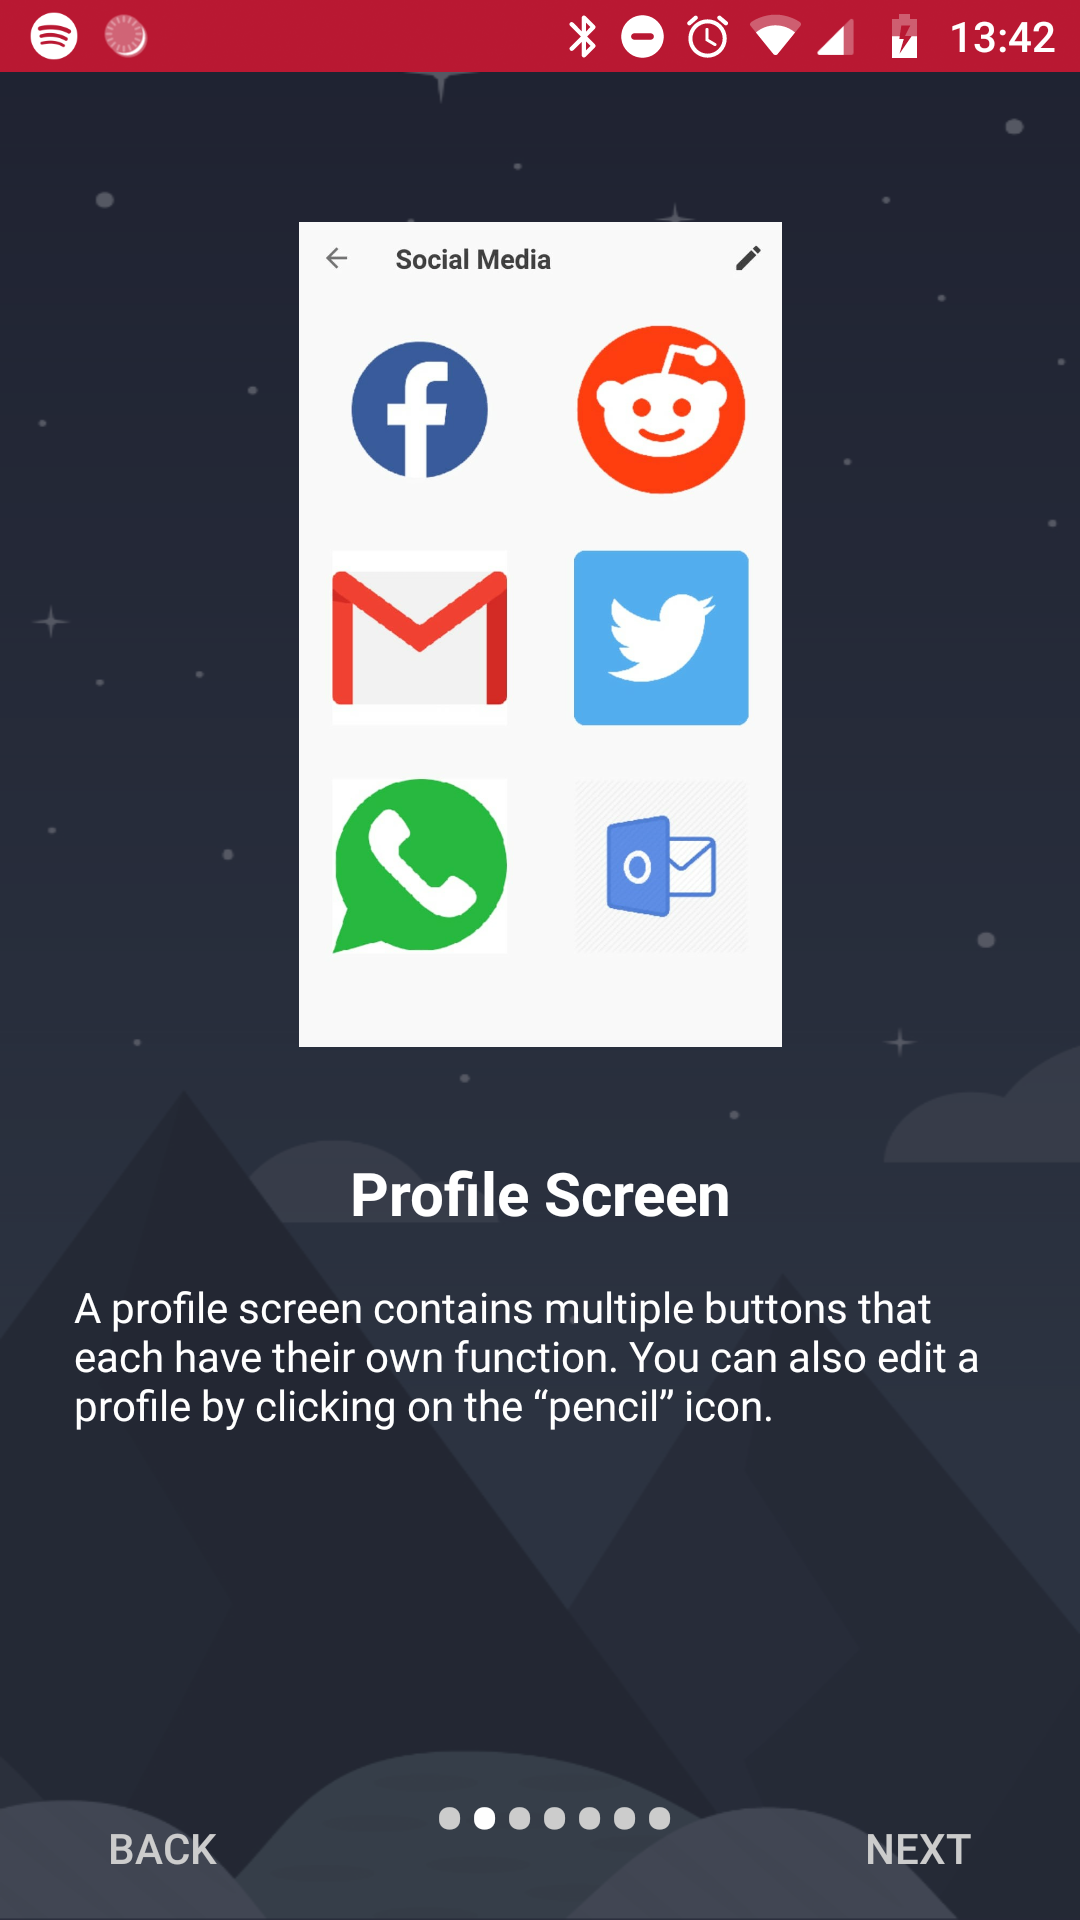 13:42
Social Media
Profile Screen
A profile screen contains multiple buttons that
each have their own function. You can also edit a
profile by clicking on the “pencil” icon.
BACK
NEXT